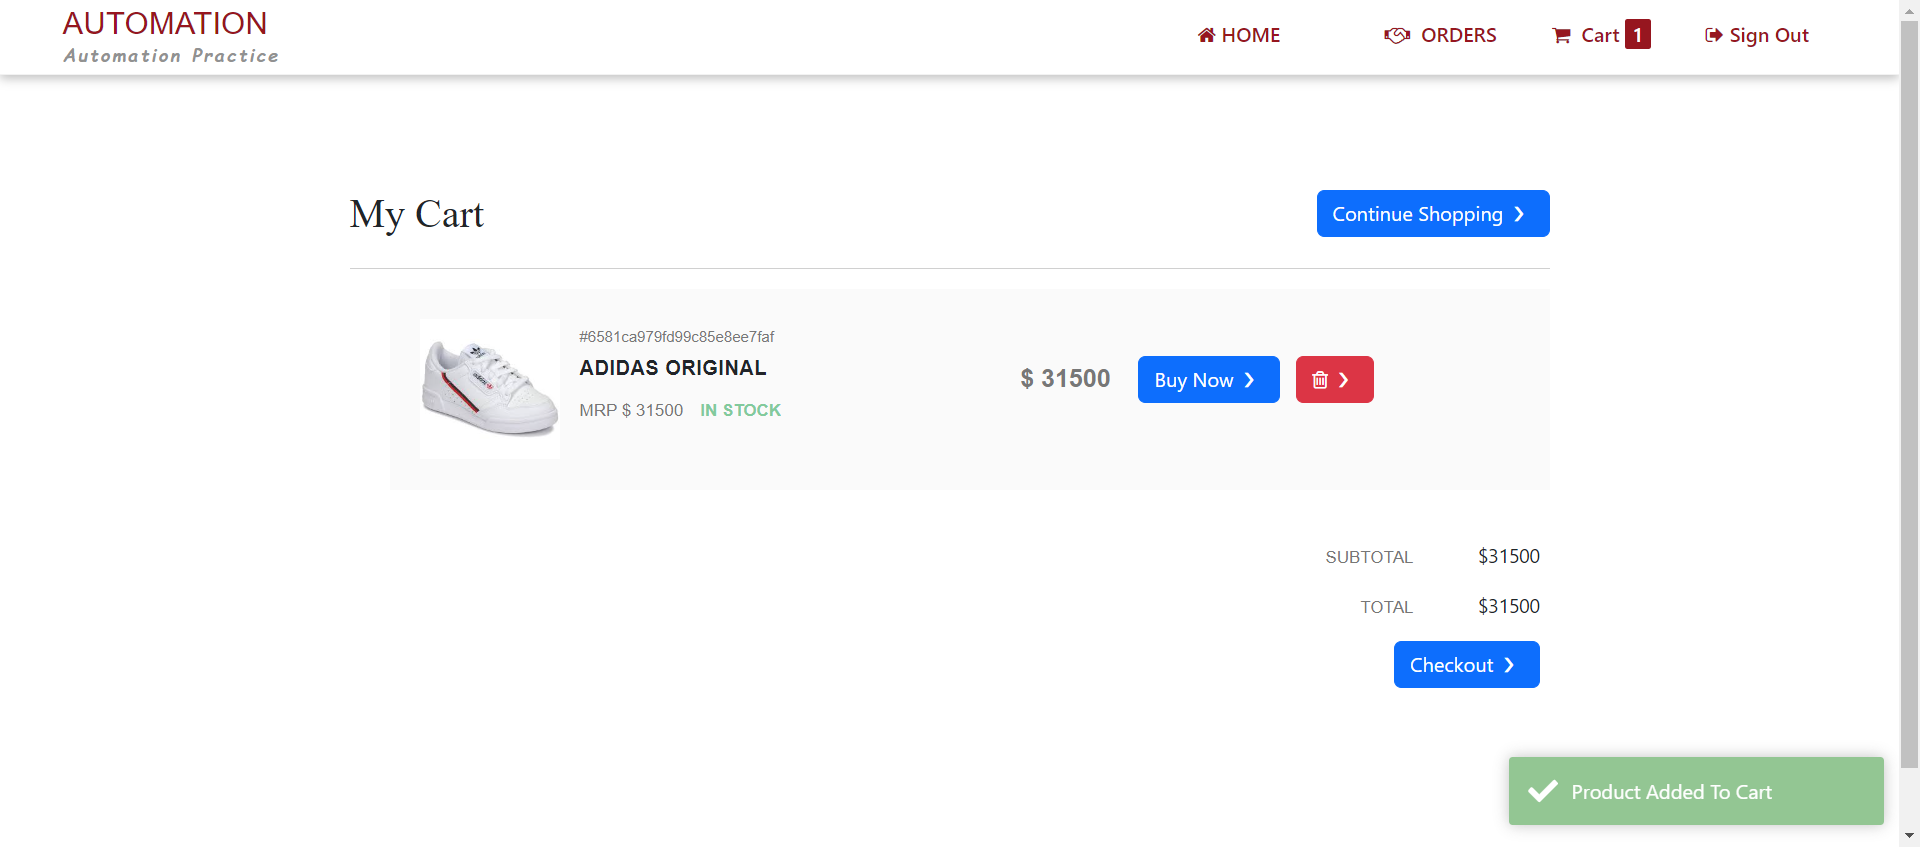 AUTOMATION
Automation Practice
HOME
ORDERS
Cart 1
Sign Out
My Cart
Continue Shopping ❯
#6581ca979fd99c85e8ee7faf
ADIDAS ORIGINAL
MRP $ 31500 IN STOCK
$ 31500
Buy Now ❯
❯
SUBTOTAL $31500
TOTAL $31500
Checkout ❯
Product Added To Cart